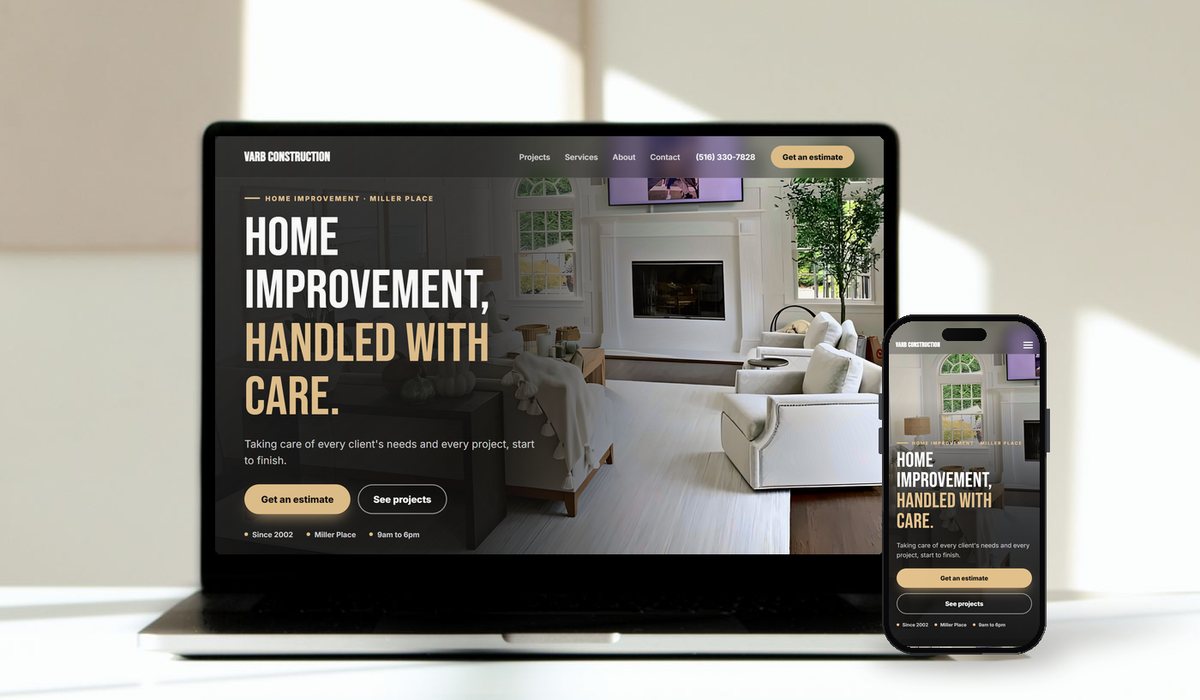 VARB CONSTRUCTION
Projects Services About Contact (516) 330-7828 Get an estimate
HOME IMPROVEMENT · MILLER PLACE
HOME
IMPROVEMENT,
HANDLED WITH
CARE.
Taking care of every client's needs and every project, start
to finish.
Get an estimate See projects
Since 2002 Miller Place 9am to 6pm
VARB CONSTRUCTION
HOME IMPROVEMENT · MILLER PLACE
HOME
IMPROVEMENT,
HANDLED WITH
CARE.
Taking care of every client's needs and every
project, start to finish.
Get an estimate
See projects
Since 2002 Miller Place 9am to 6pm